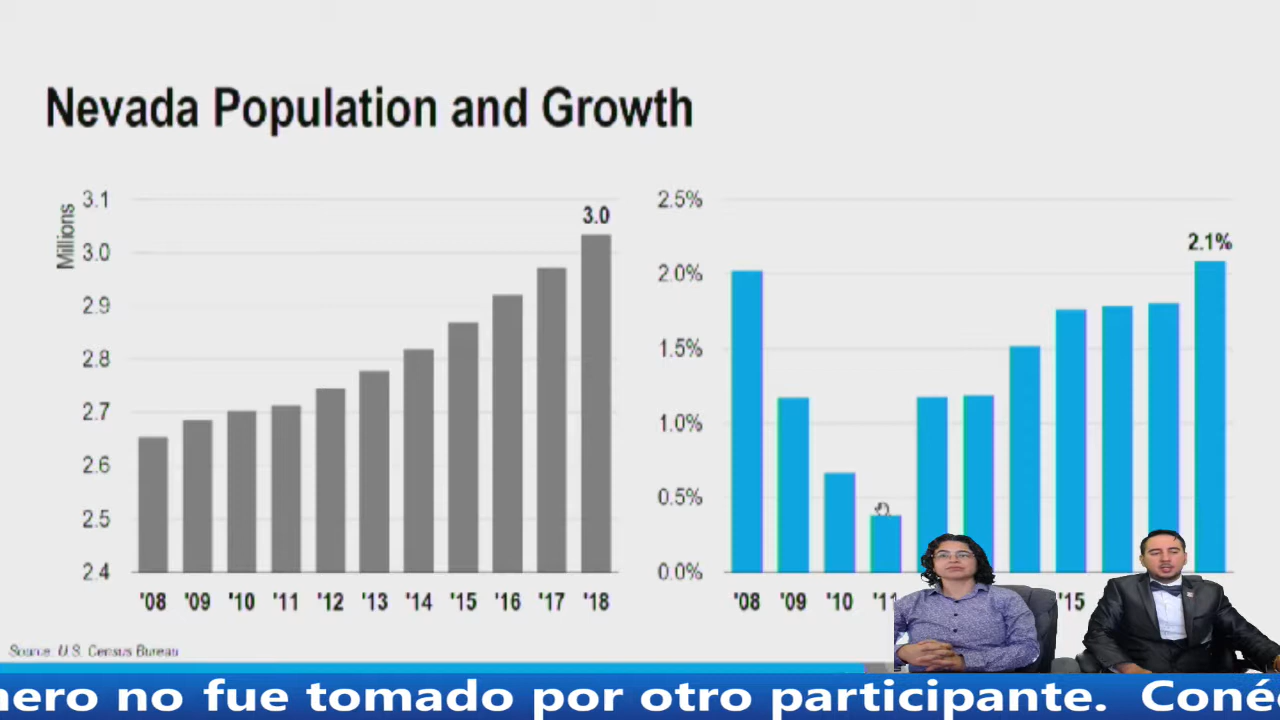 Nevada Population and Growth
Millions
3.1
3.0
2.9
2.8
2.7
2.6
2.5
2.4
3.0
'08 '09 '10 '11 '12 '13 '14 '15 '16 '17 '18
2.5%
2.0%
1.5%
1.0%
0.5%
0.0%
2.1%
'08 '09 '10 '11 '15
Source: U.S. Census Bureau
nero no fue tomado por otro participante. Coné